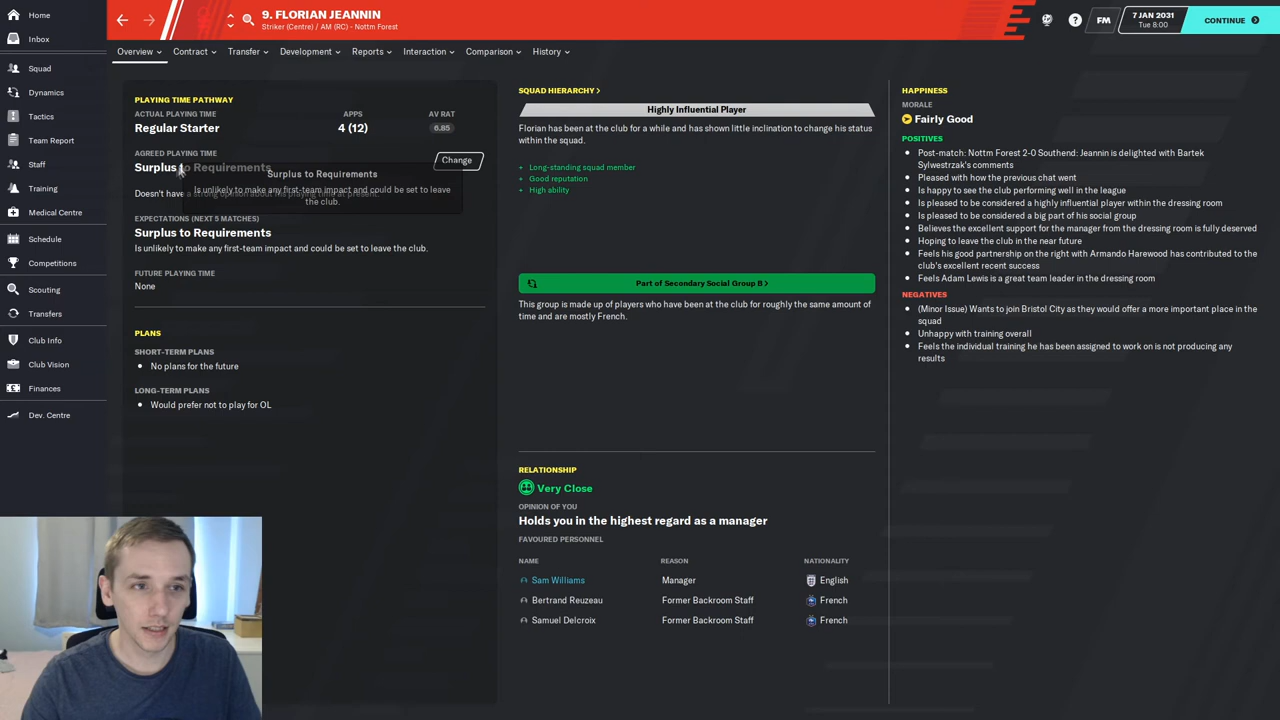 Home
Inbox
Squad
Dynamics
Tactics
Team Report
Staff
Training
Medical Centre
Schedule
Competitions
Scouting
Transfers
Club Info
Club Vision
Finances
Dev. Centre
9. FLORIAN JEANNIN
Striker (Centre) / AM (RC) - Nottm Forest
?
FM
7 JAN 2031
Tue 8:00
CONTINUE
Overview
Contract
Transfer
Development
Reports
Interaction
Comparison
History
PLAYING TIME PATHWAY
ACTUAL PLAYING TIME APPS AV RAT
Regular Starter 4 (12) 6.85
AGREED PLAYING TIME
Surplus to Requirements
Change
Surplus to Requirements
Is unlikely to make any first-team impact and could be set to leave
the club.
Doesn't have a strong opinion about his playing time at present.
EXPECTATIONS (NEXT 5 MATCHES)
Surplus to Requirements
Is unlikely to make any first-team impact and could be set to leave the club.
FUTURE PLAYING TIME
None
PLANS
SHORT-TERM PLANS
• No plans for the future
LONG-TERM PLANS
• Would prefer not to play for OL
SQUAD HIERARCHY >
Highly Influential Player
Florian has been at the club for a while and has shown little inclination to change his status
within the squad.
+ Long-standing squad member
+ Good reputation
+ High ability
Part of Secondary Social Group B >
This group is made up of players who have been at the club for roughly the same amount of
time and are mostly French.
RELATIONSHIP
Very Close
OPINION OF YOU
Holds you in the highest regard as a manager
FAVOURED PERSONNEL
NAME REASON NATIONALITY
Sam Williams Manager English
Bertrand Reuzeau Former Backroom Staff French
Samuel Delcroix Former Backroom Staff French
HAPPINESS
MORALE
Fairly Good
POSITIVES
• Post-match: Nottm Forest 2-0 Southend: Jeannin is delighted with Bartek
Sylwestrzak's comments
• Pleased with how the previous chat went
• Is happy to see the club performing well in the league
• Is pleased to be considered a highly influential player within the dressing room
• Is pleased to be considered a big part of his social group
• Believes the excellent support for the manager from the dressing room is fully deserved
• Hoping to leave the club in the near future
• Feels his good partnership on the right with Armando Harewood has contributed to the
club's excellent recent success
• Feels Adam Lewis is a great team leader in the dressing room
NEGATIVES
• (Minor Issue) Wants to join Bristol City as they would offer a more important place in the
squad
• Unhappy with training overall
• Feels the individual training he has been assigned to work on is not producing any
results